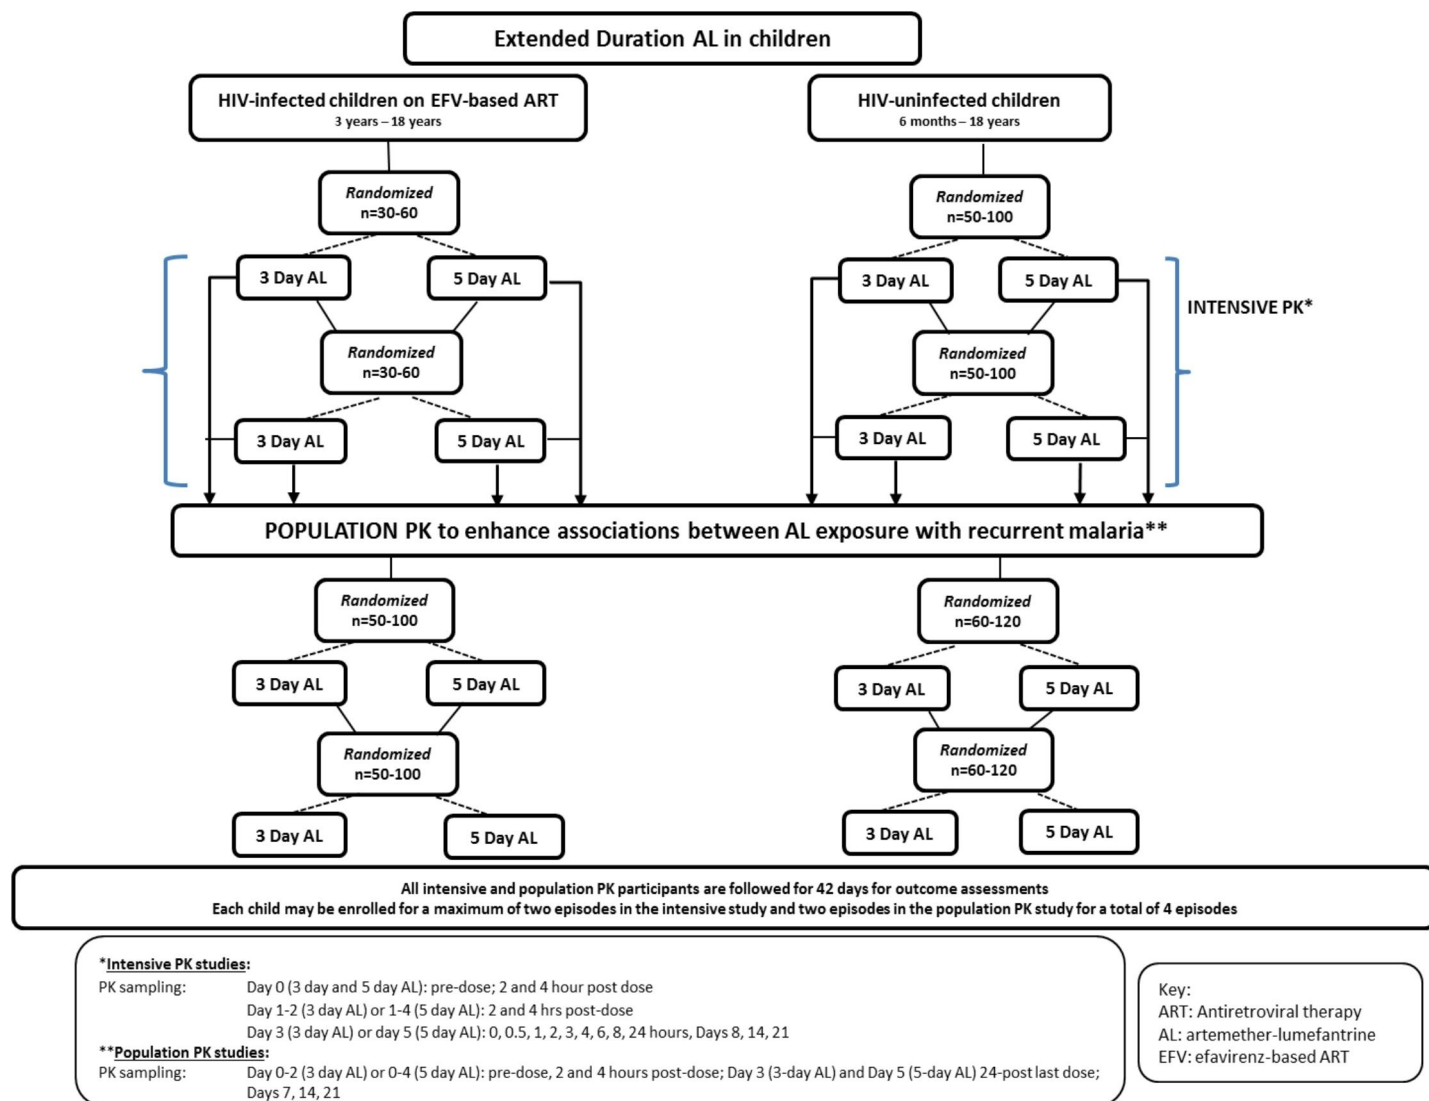 Extended Duration AL in children
HIV-infected children on EFV-based ART
3 years – 18 years
HIV-uninfected children
6 months – 18 years
Randomized
n=30-60
Randomized
n=50-100
3 Day AL
5 Day AL
3 Day AL
5 Day AL
INTENSIVE PK*
Randomized
n=30-60
Randomized
n=50-100
3 Day AL
5 Day AL
3 Day AL
5 Day AL
POPULATION PK to enhance associations between AL exposure with recurrent malaria**
Randomized
n=50-100
Randomized
n=60-120
3 Day AL
5 Day AL
3 Day AL
5 Day AL
Randomized
n=50-100
Randomized
n=60-120
3 Day AL
5 Day AL
3 Day AL
5 Day AL
All intensive and population PK participants are followed for 42 days for outcome assessments
Each child may be enrolled for a maximum of two episodes in the intensive study and two episodes in the population PK study for a total of 4 episodes
*Intensive PK studies:
PK sampling: Day 0 (3 day and 5 day AL): pre-dose; 2 and 4 hour post dose
Day 1-2 (3 day AL) or 1-4 (5 day AL): 2 and 4 hrs post-dose
Day 3 (3 day AL) or day 5 (5 day AL): 0, 0.5, 1, 2, 3, 4, 6, 8, 24 hours, Days 8, 14, 21
**Population PK studies:
PK sampling: Day 0-2 (3 day AL) or 0-4 (5 day AL): pre-dose, 2 and 4 hours post-dose; Day 3 (3-day AL) and Day 5 (5-day AL) 24-post last dose;
Days 7, 14, 21
Key:
ART: Antiretroviral therapy
AL: artemether-lumefantrine
EFV: efavirenz-based ART